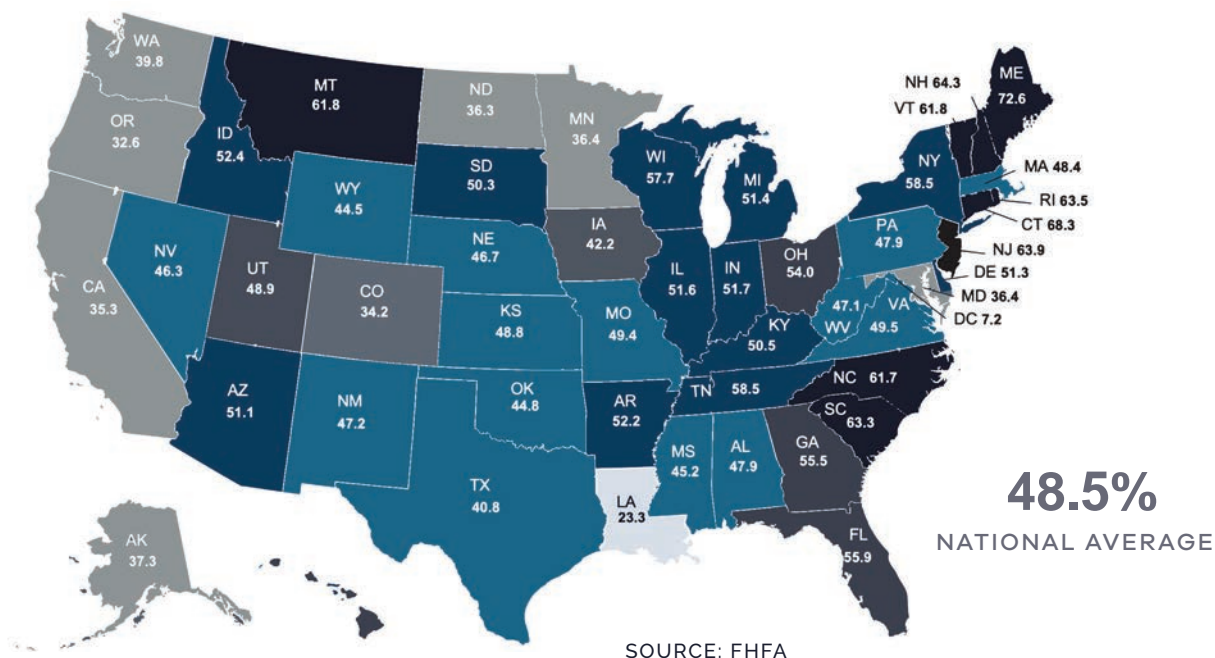 WA
39.8
OR
32.6
CA
35.3
ID
52.4
NV
46.3
MT
61.8
WY
44.5
UT
48.9
CO
34.2
AZ
51.1
NM
47.2
ND
36.3
SD
50.3
NE
46.7
KS
48.8
OK
44.8
TX
40.8
MN
36.4
IA
42.2
MO
49.4
AR
52.2
LA
23.3
WI
57.7
IL
51.6
MI
51.4
IN
51.7
OH
54.0
KY
50.5
TN 58.5
MS
45.2
AL
47.9
GA
55.5
FL
55.9
SC
63.3
NC 61.7
VA
49.5
47.1
WV
PA
47.9
NY
58.5
ME
72.6
NH 64.3
VT 61.8
MA 48.4
RI 63.5
CT 68.3
NJ 63.9
DE 51.3
MD 36.4
DC 7.2
AK
37.3
48.5%
NATIONAL AVERAGE
SOURCE: FHFA